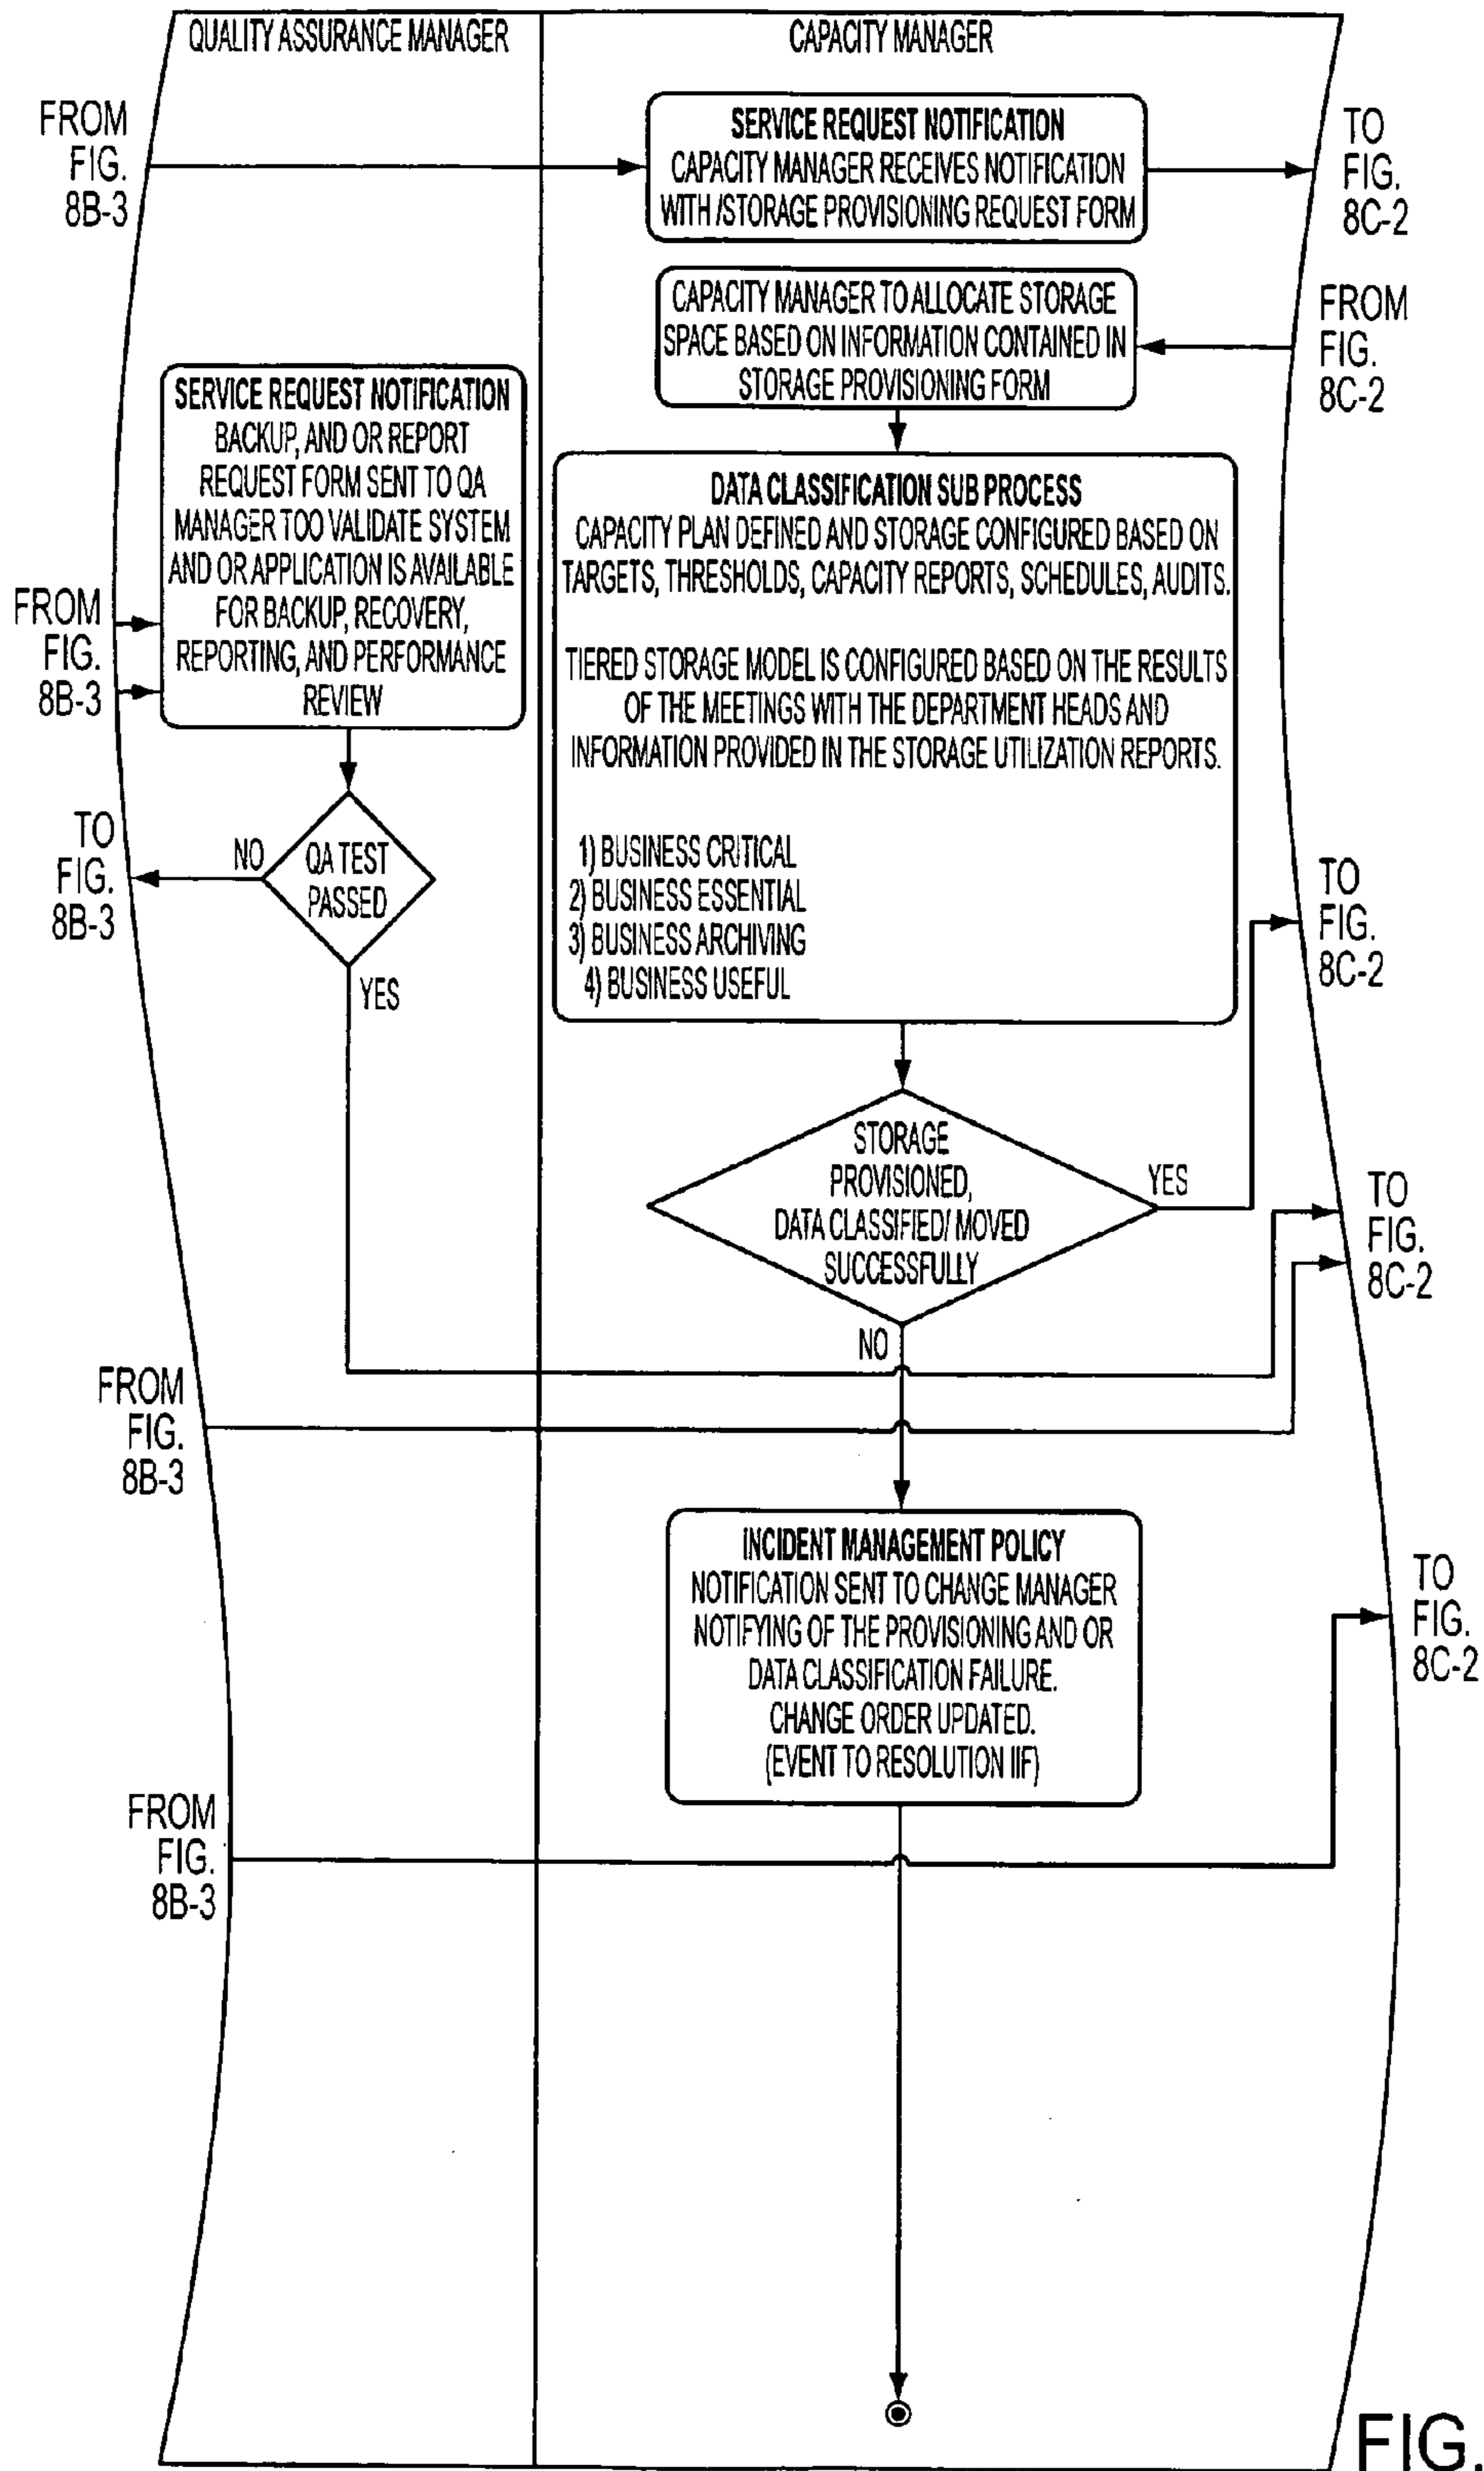 QUALITY ASSURANCE MANAGER
CAPACITY MANAGER
FROM
FIG.
8B-3
SERVICE REQUEST NOTIFICATION
CAPACITY MANAGER RECEIVES NOTIFICATION
WITH /STORAGE PROVISIONING REQUEST FORM
TO
FIG.
8C-2
CAPACITY MANAGER TO ALLOCATE STORAGE
SPACE BASED ON INFORMATION CONTAINED IN
STORAGE PROVISIONING FORM
FROM
FIG.
8C-2
SERVICE REQUEST NOTIFICATION
BACKUP, AND OR REPORT
REQUEST FORM SENT TO QA
MANAGER TOO VALIDATE SYSTEM
AND OR APPLICATION IS AVAILABLE
FOR BACKUP, RECOVERY,
REPORTING, AND PERFORMANCE
REVIEW
FROM
FIG.
8B-3
DATA CLASSIFICATION SUB PROCESS
CAPACITY PLAN DEFINED AND STORAGE CONFIGURED BASED ON
TARGETS, THRESHOLDS, CAPACITY REPORTS, SCHEDULES, AUDITS.
TIERED STORAGE MODEL IS CONFIGURED BASED ON THE RESULTS
OF THE MEETINGS WITH THE DEPARTMENT HEADS AND
INFORMATION PROVIDED IN THE STORAGE UTILIZATION REPORTS.
1) BUSINESS CRITICAL
2) BUSINESS ESSENTIAL
3) BUSINESS ARCHIVING
4) BUSINESS USEFUL
TO
FIG.
8B-3
NO
QA TEST
PASSED
YES
TO
FIG.
8C-2
STORAGE
PROVISIONED,
DATA CLASSIFIED/ MOVED
SUCCESSFULLY
YES
NO
TO
FIG.
8C-2
FROM
FIG.
8B-3
INCIDENT MANAGEMENT POLICY
NOTIFICATION SENT TO CHANGE MANAGER
NOTIFYING OF THE PROVISIONING AND OR
DATA CLASSIFICATION FAILURE.
CHANGE ORDER UPDATED.
(EVENT TO RESOLUTION IIF)
TO
FIG.
8C-2
FROM
FIG.
8B-3
FIG.